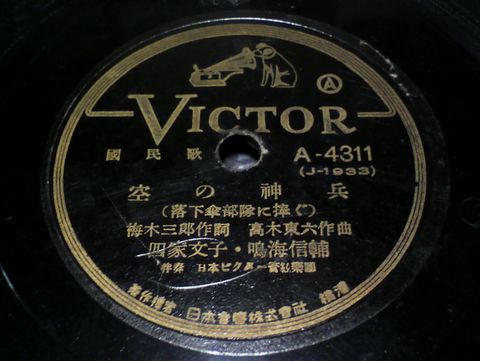 Ⓐ
VICTOR
國民歌
A-4311
(J-1933)
空の神兵
(落下傘部隊に捧ぐ)
梅木三郎作詞 高木東六作曲
四家文子・鳴海信輔
伴奏 日本ビクター管絃樂團
日本音響株式會社